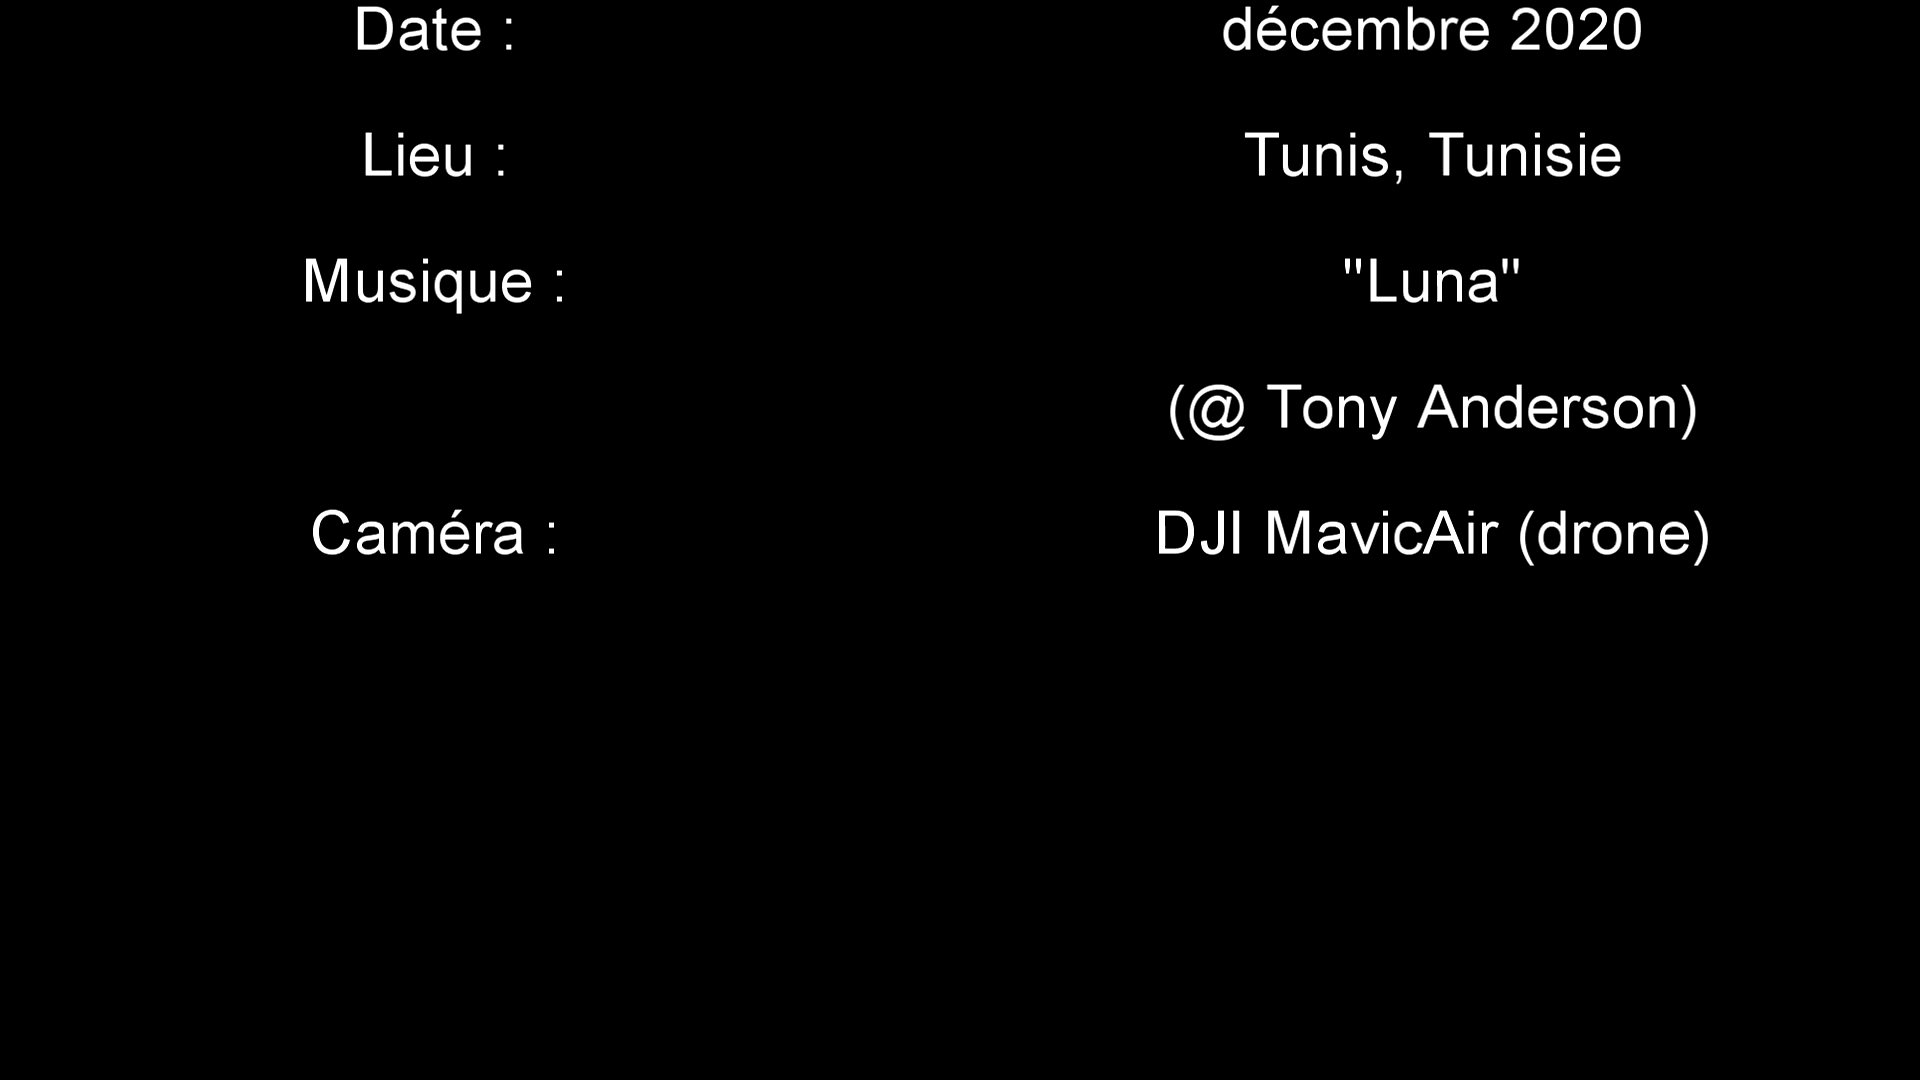 Date : décembre 2020
Lieu : Tunis, Tunisie
Musique : "Luna"
(@ Tony Anderson)
Caméra : DJI MavicAir (drone)